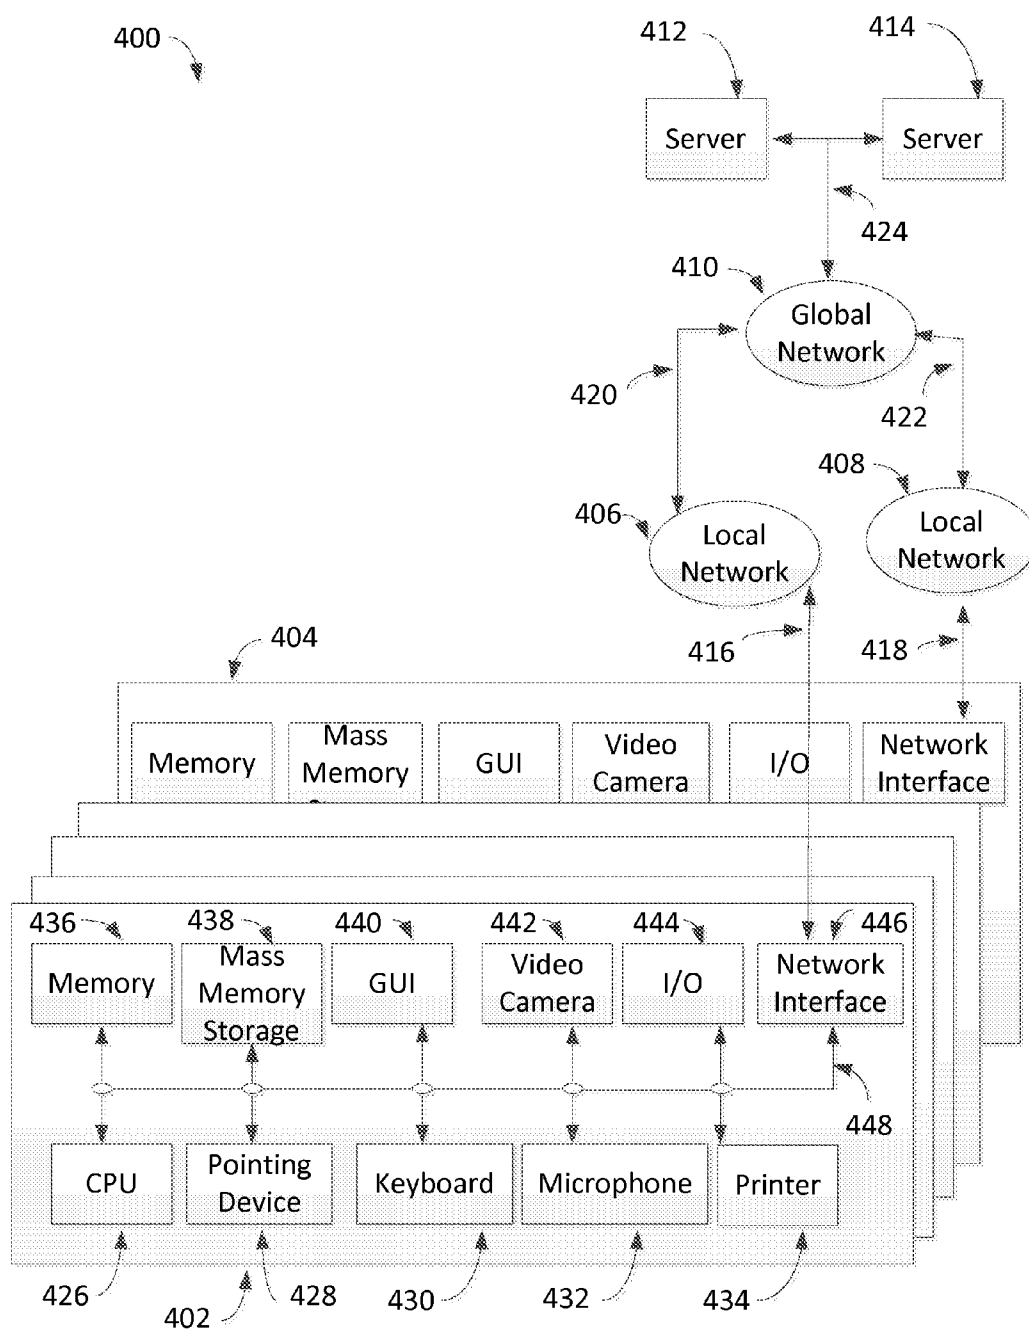 400
412
414
Server
Server
424
410
Global
Network
420
422
408
406
Local
Network
Local
Network
416
418
404
Memory
Mass
Memory
GUI
Video
Camera
I/O
Network
Interface
436
438
440
442
444
446
Memory
Mass
Memory
Storage
GUI
Video
Camera
I/O
Network
Interface
448
CPU
Pointing
Device
Keyboard
Microphone
Printer
426
402
428
430
432
434